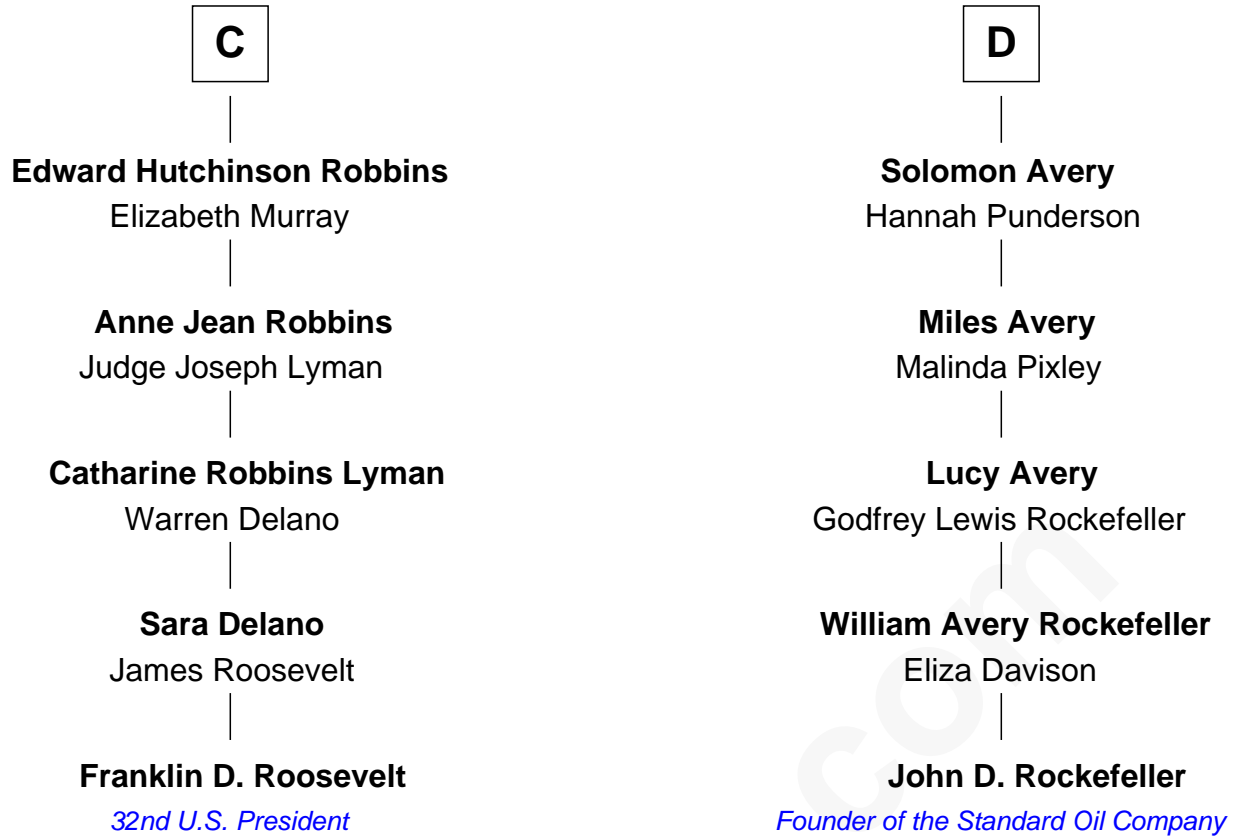 C
Edward Hutchinson Robbins
Elizabeth Murray
Anne Jean Robbins
Judge Joseph Lyman
Catharine Robbins Lyman
Warren Delano
Sara Delano
James Roosevelt
Franklin D. Roosevelt
32nd U.S. President
D
Solomon Avery
Hannah Punderson
Miles Avery
Malinda Pixley
Lucy Avery
Godfrey Lewis Rockefeller
William Avery Rockefeller
Eliza Davison
John D. Rockefeller
Founder of the Standard Oil Company
com